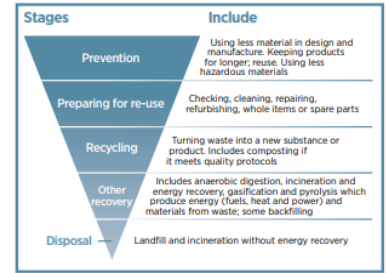 Stages Include
Prevention
Using less material in design and
manufacture. Keeping products
for longer; reuse. Using less
hazardous materials
Preparing for re-use
Checking, cleaning, repairing,
refurbishing, whole items or spare parts
Recycling
Turning waste into a new substance or
product. Includes composting if
it meets quality protocols
Other
recovery
Includes anaerobic digestion, incineration and
energy recovery, gasification and pyrolysis which
produce energy (fuels, heat and power) and
materials from waste; some backfilling
Disposal
Landfill and incineration without energy recovery